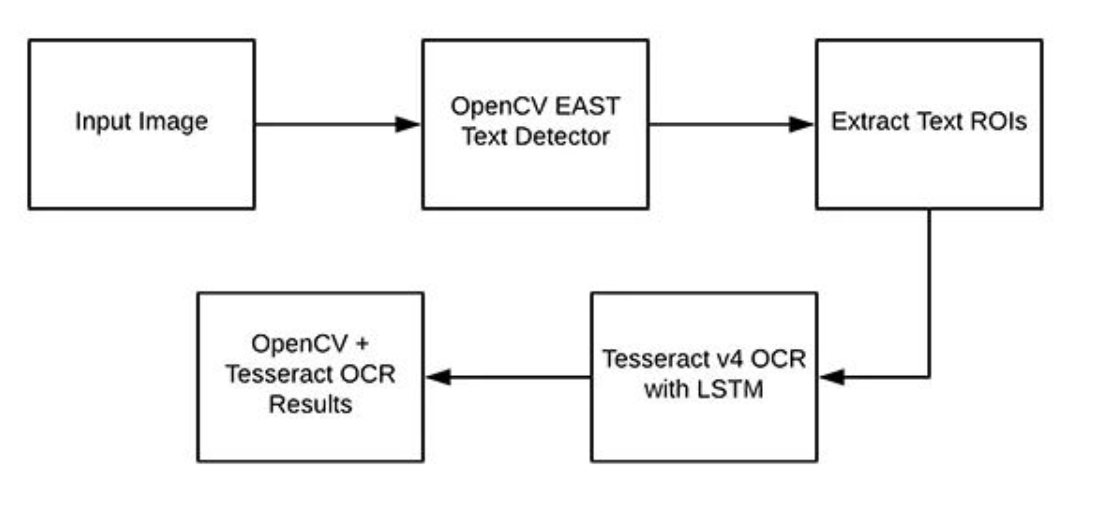 Input Image
OpenCV EAST
Text Detector
Extract Text ROIs
Tesseract v4 OCR
with LSTM
OpenCV +
Tesseract OCR
Results